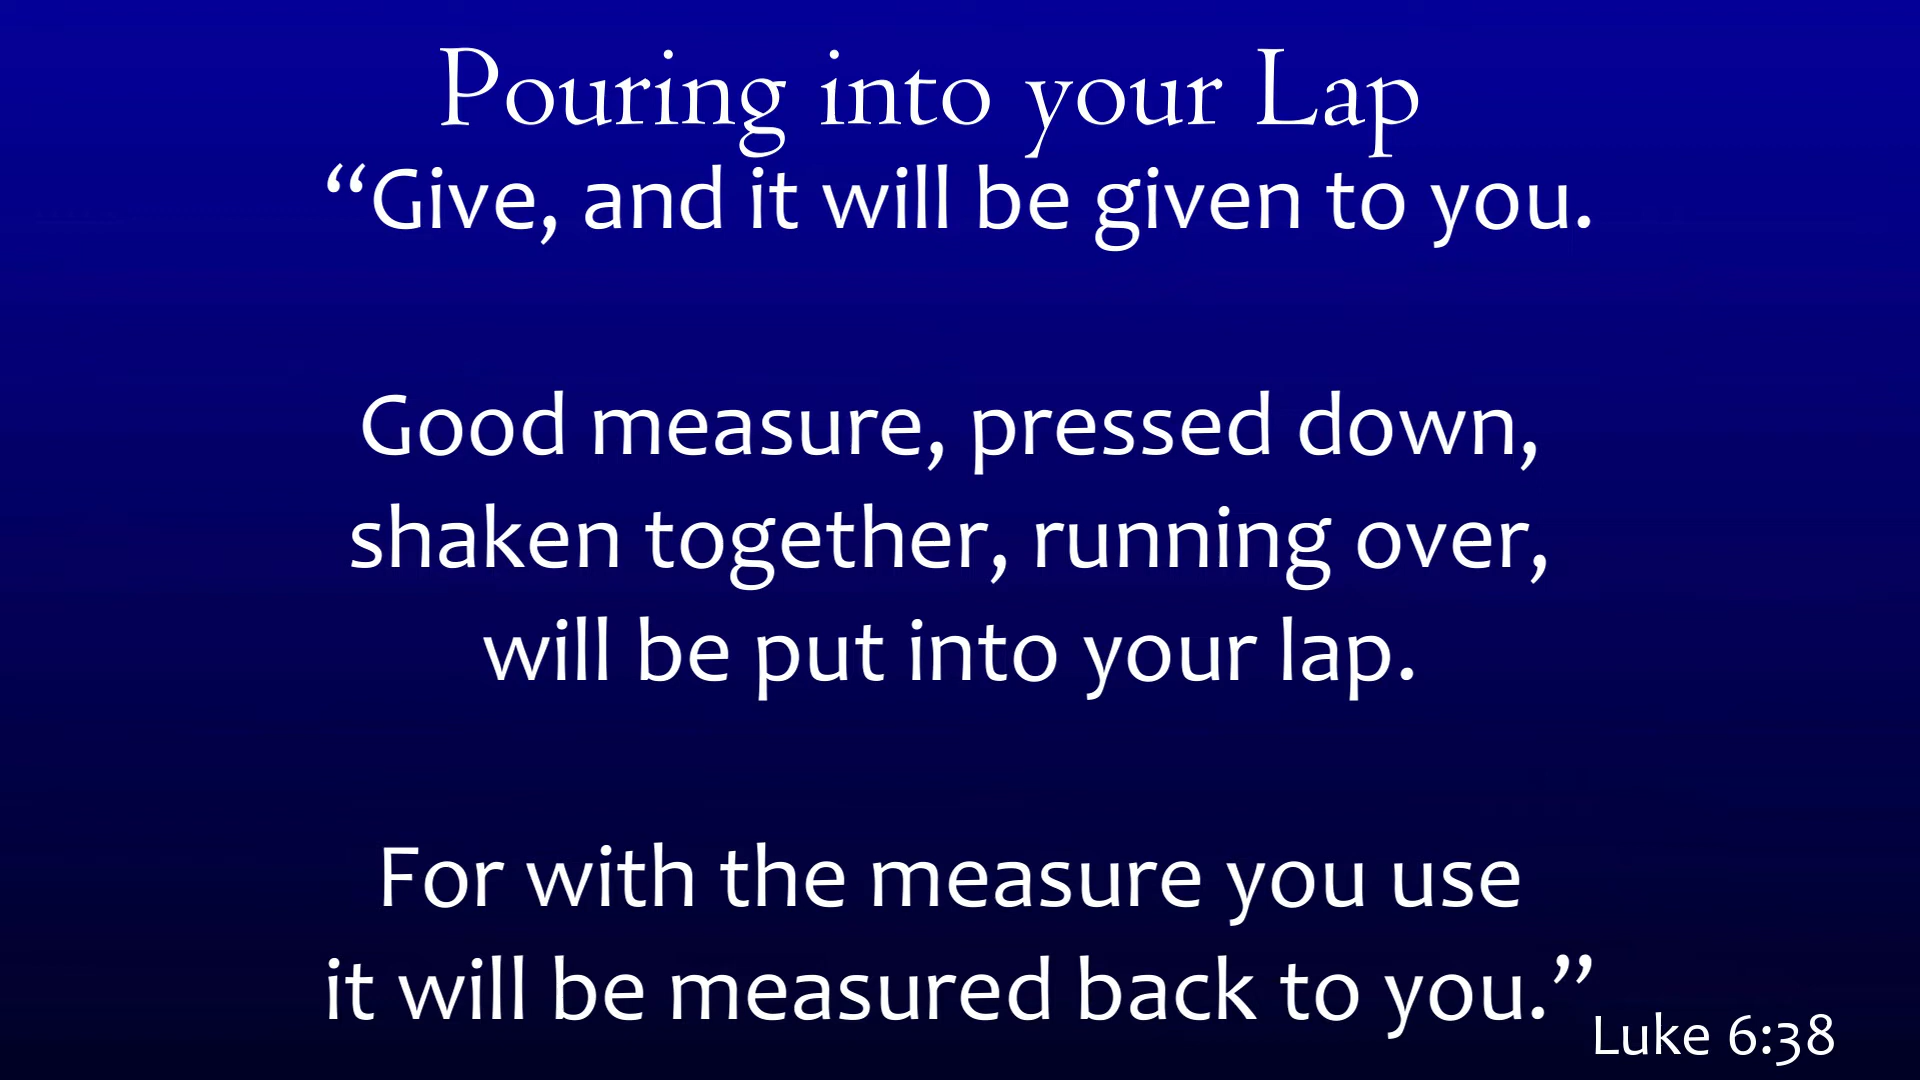 Pouring into your Lap
“Give, and it will be given to you.
Good measure, pressed down,
shaken together, running over,
will be put into your lap.
For with the measure you use
it will be measured back to you.”
Luke 6:38